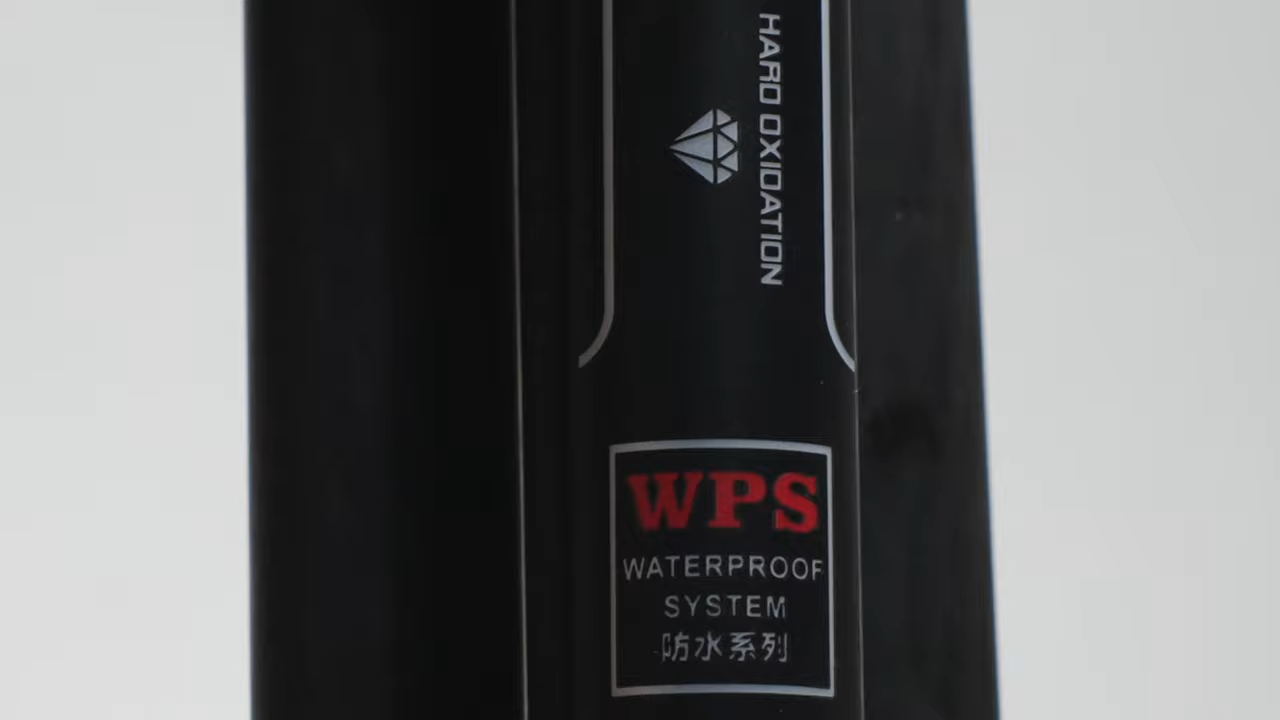 HARD OXIDATION
WPS
WATERPROOF
SYSTEM
防水系列